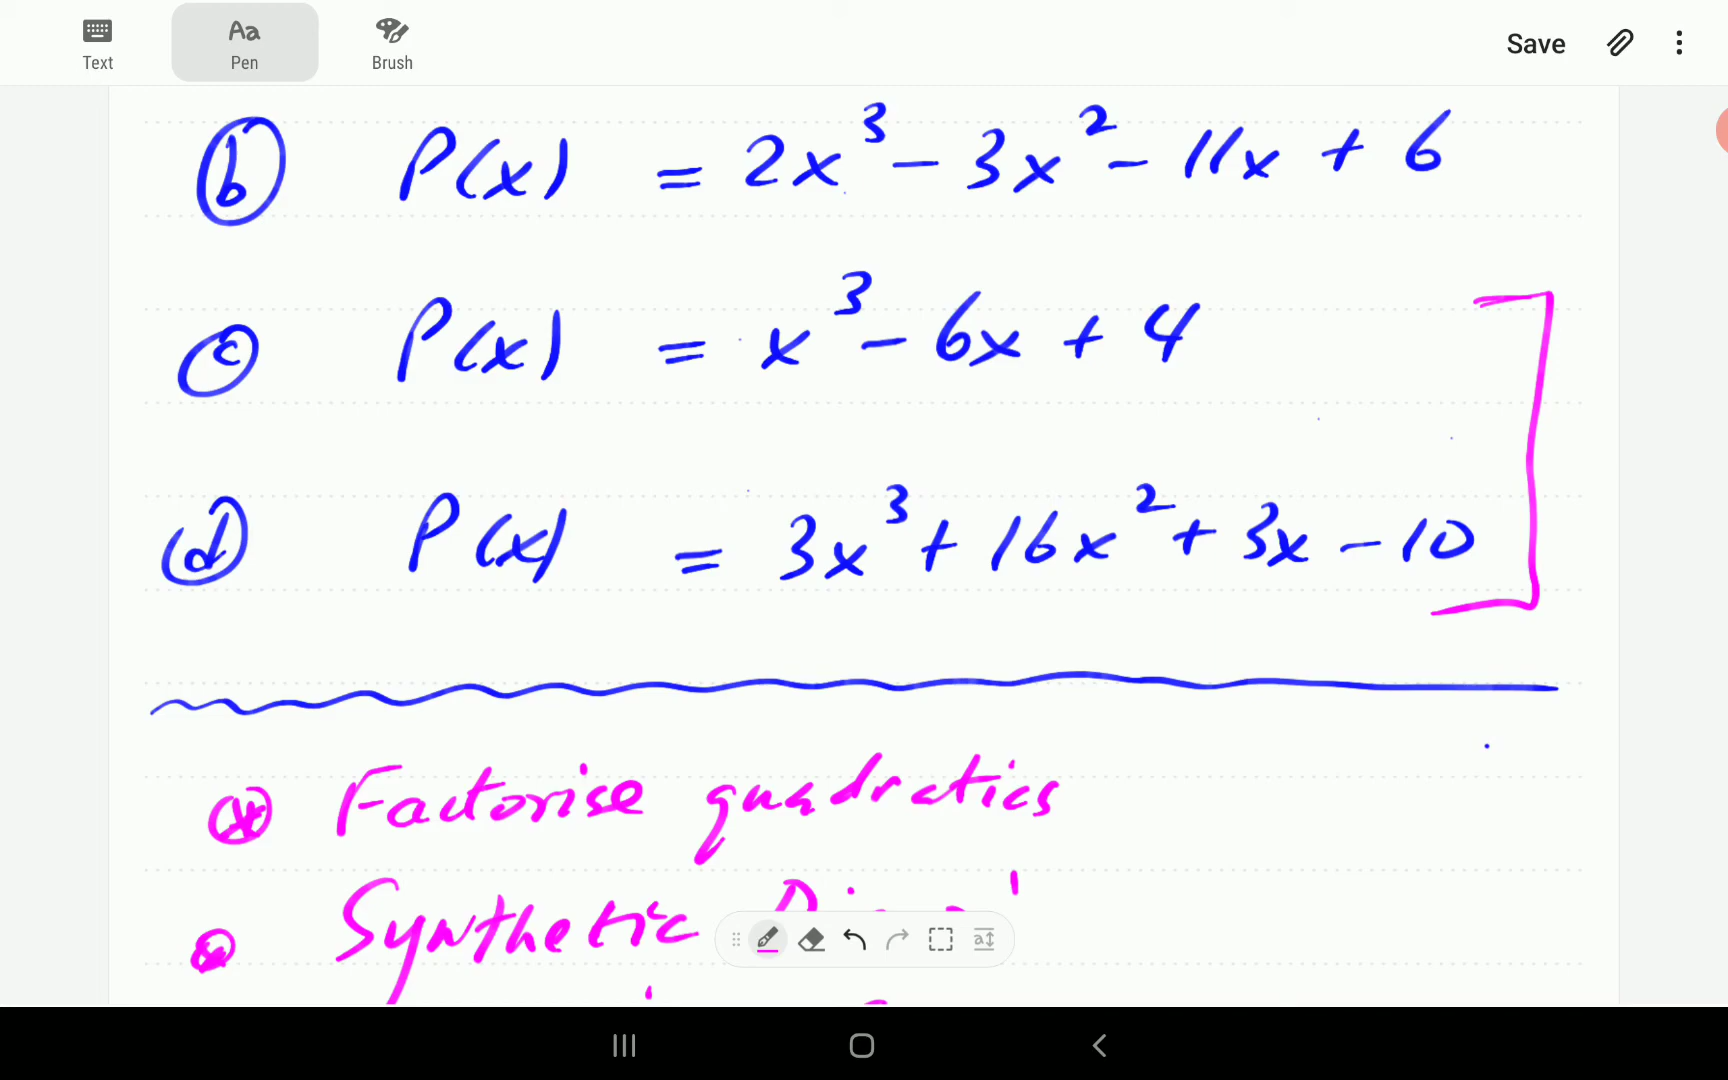 Text Pen Brush Save
b P(x) = 2x³ - 3x² - 11x + 6
c P(x) = x³ - 6x + 4
d P(x) = 3x³ + 16x² + 3x - 10
Factorise quadratics
Synthetic